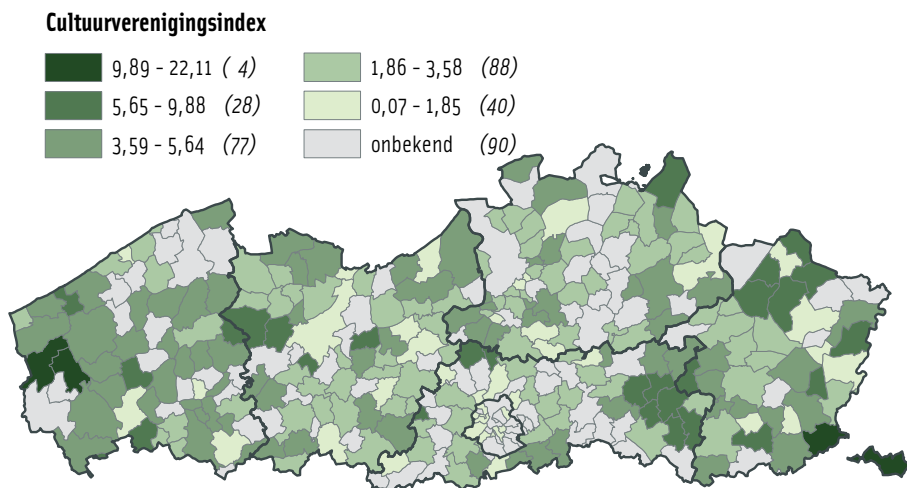 Cultuurverenigingsindex
9,89 - 22,11 ( 4)
5,65 - 9,88 (28)
3,59 - 5,64 (77)
1,86 - 3,58 (88)
0,07 - 1,85 (40)
onbekend (90)